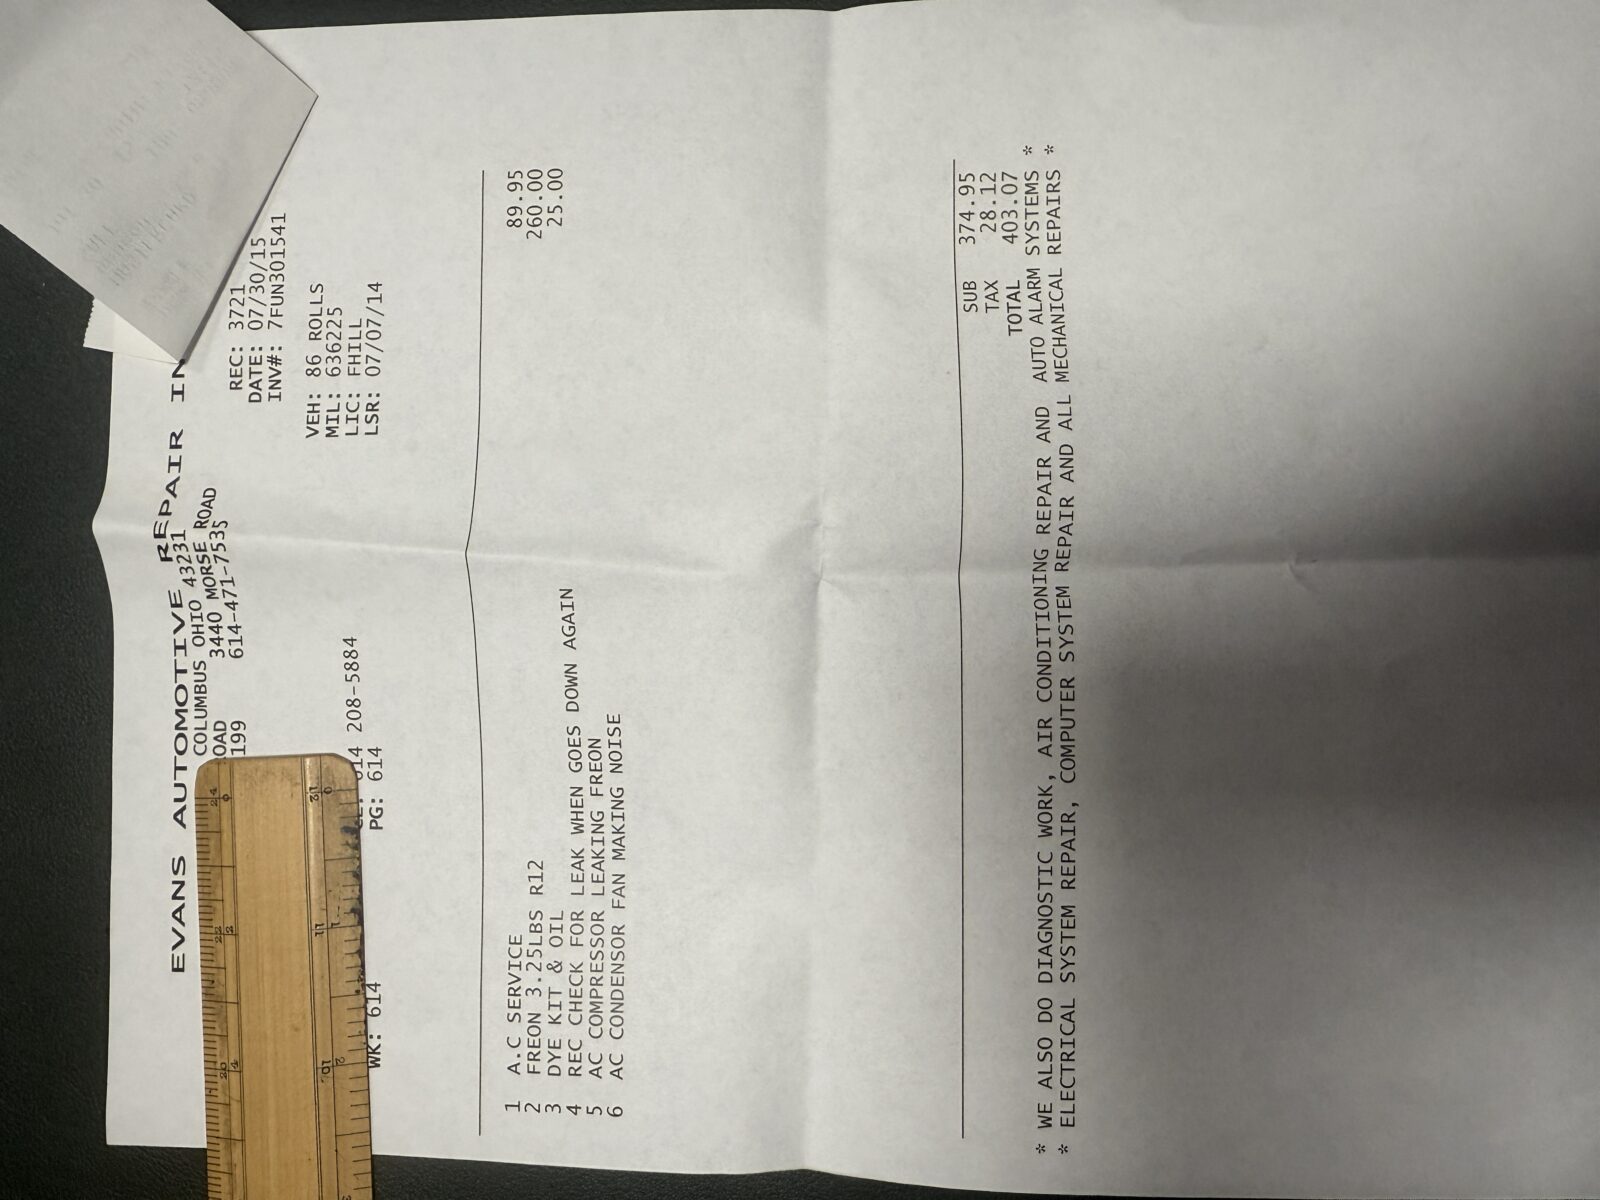 EVANS AUTOMOTIVE REPAIR IN
COLUMBUS OHIO 43231
OAD 3440 MORSE ROAD
199 614-471-7535
REC: 3721
DATE: 07/30/15
INV#: 7FUN301541
VEH: 86 ROLLS
MIL: 636225
614 208-5884 LIC: FHILL
WK: 614 PG: 614 LSR: 07/07/14
1 A.C SERVICE 89.95
2 FREON 3.25LBS R12 260.00
3 DYE KIT & OIL 25.00
4 REC CHECK FOR LEAK WHEN GOES DOWN AGAIN
5 AC COMPRESSOR LEAKING FREON
6 AC CONDENSOR FAN MAKING NOISE
SUB 374.95
TAX 28.12
TOTAL 403.07
* WE ALSO DO DIAGNOSTIC WORK, AIR CONDITIONING REPAIR AND AUTO ALARM SYSTEMS *
* ELECTRICAL SYSTEM REPAIR, COMPUTER SYSTEM REPAIR AND ALL MECHANICAL REPAIRS *